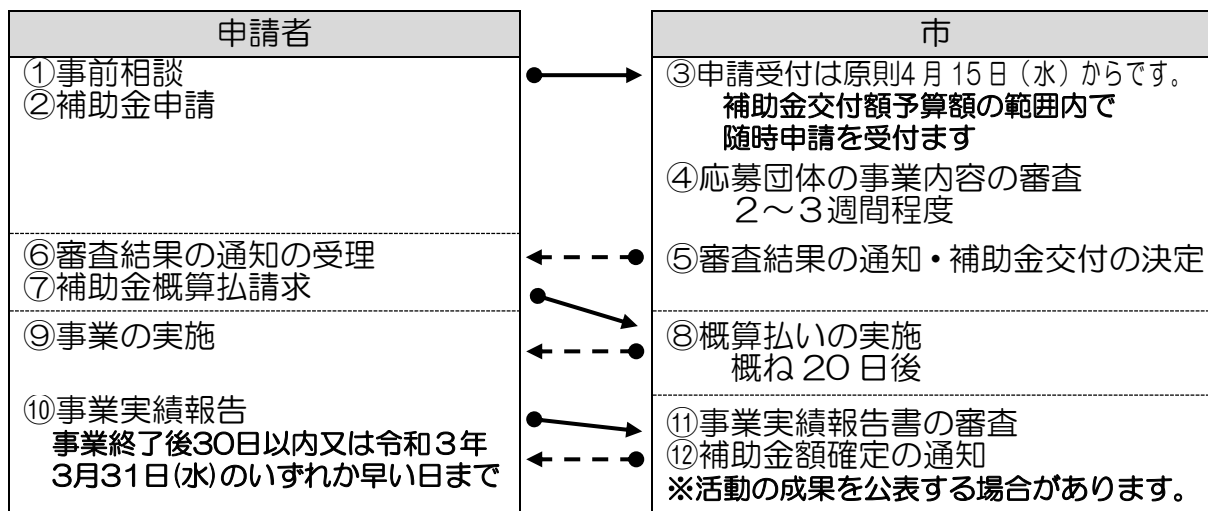 申請者
①事前相談
②補助金申請
⑥審査結果の通知の受理
⑦補助金概算払請求
⑨事業の実施
⑩事業実績報告
事業終了後30日以内又は令和3年
3月31日(水)のいずれか早い日まで
市
③申請受付は原則4月15日(水)からです。
補助金交付額予算額の範囲内で
随時申請を受付ます
④応募団体の事業内容の審査
2～3週間程度
⑤審査結果の通知・補助金交付の決定
⑧概算払いの実施
概ね20日後
⑪事業実績報告書の審査
⑫補助金額確定の通知
※活動の成果を公表する場合があります。